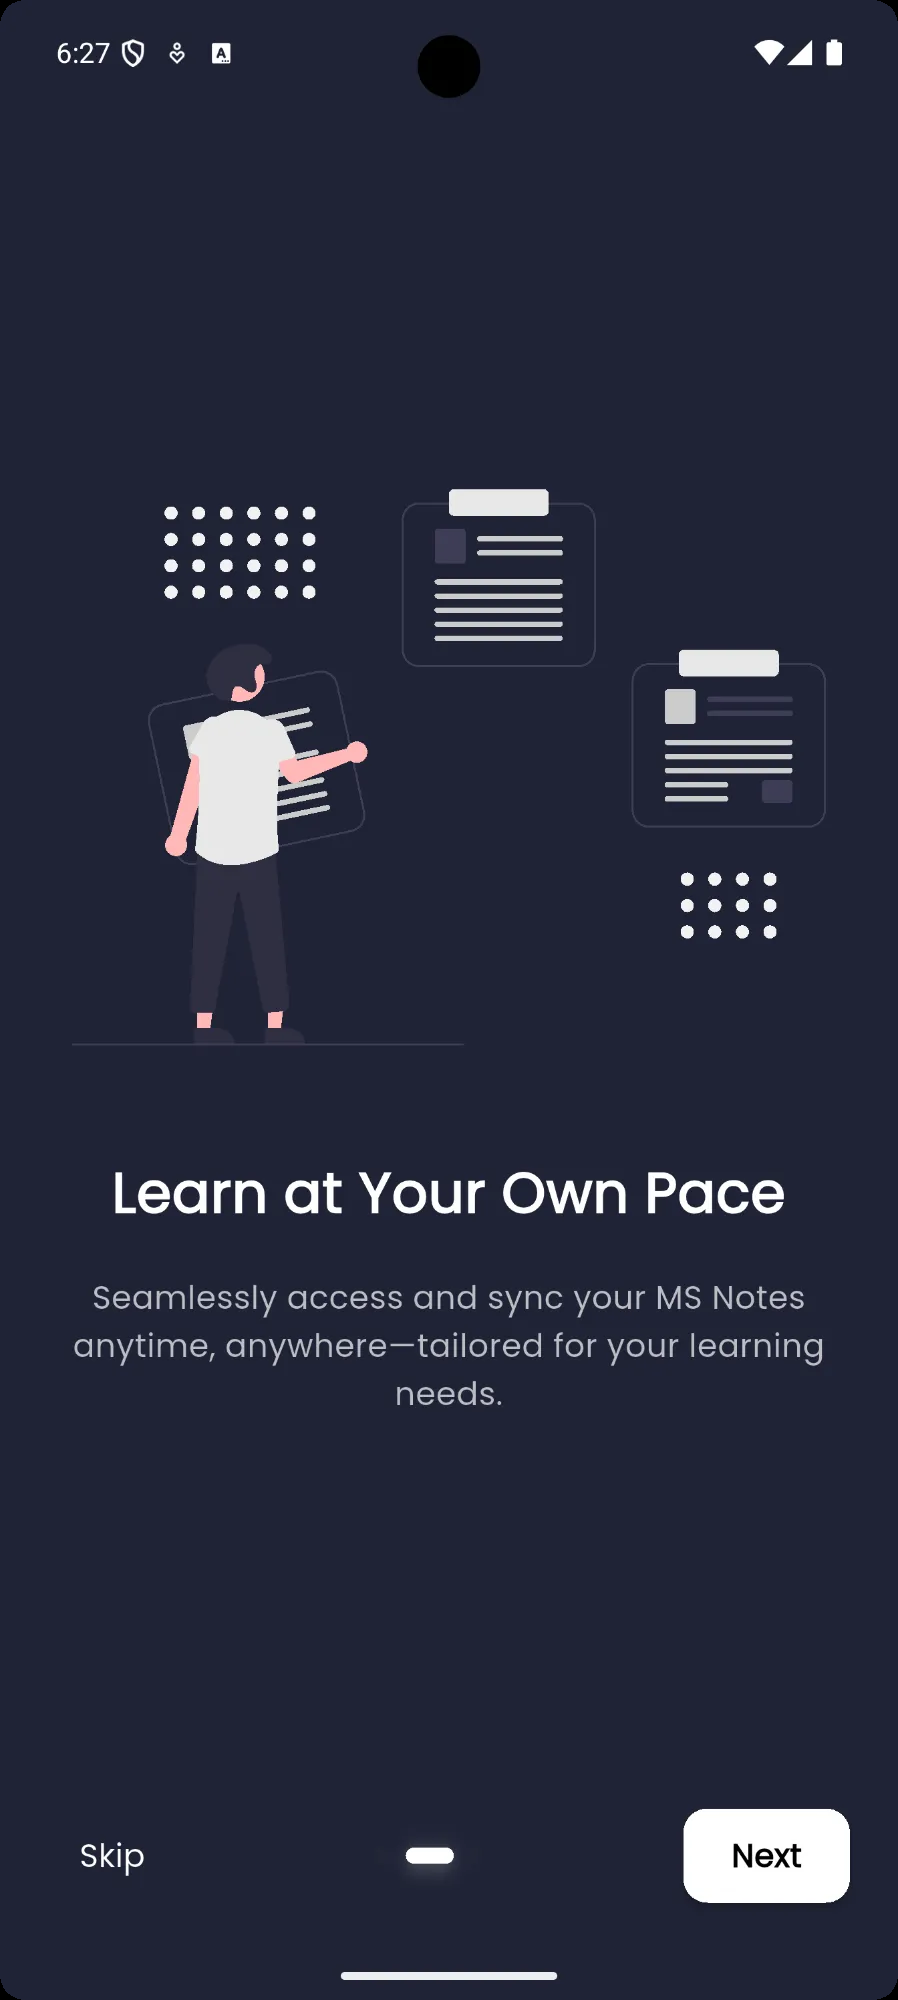 6:27
Learn at Your Own Pace
Seamlessly access and sync your MS Notes
anytime, anywhere—tailored for your learning
needs.
Skip
Next